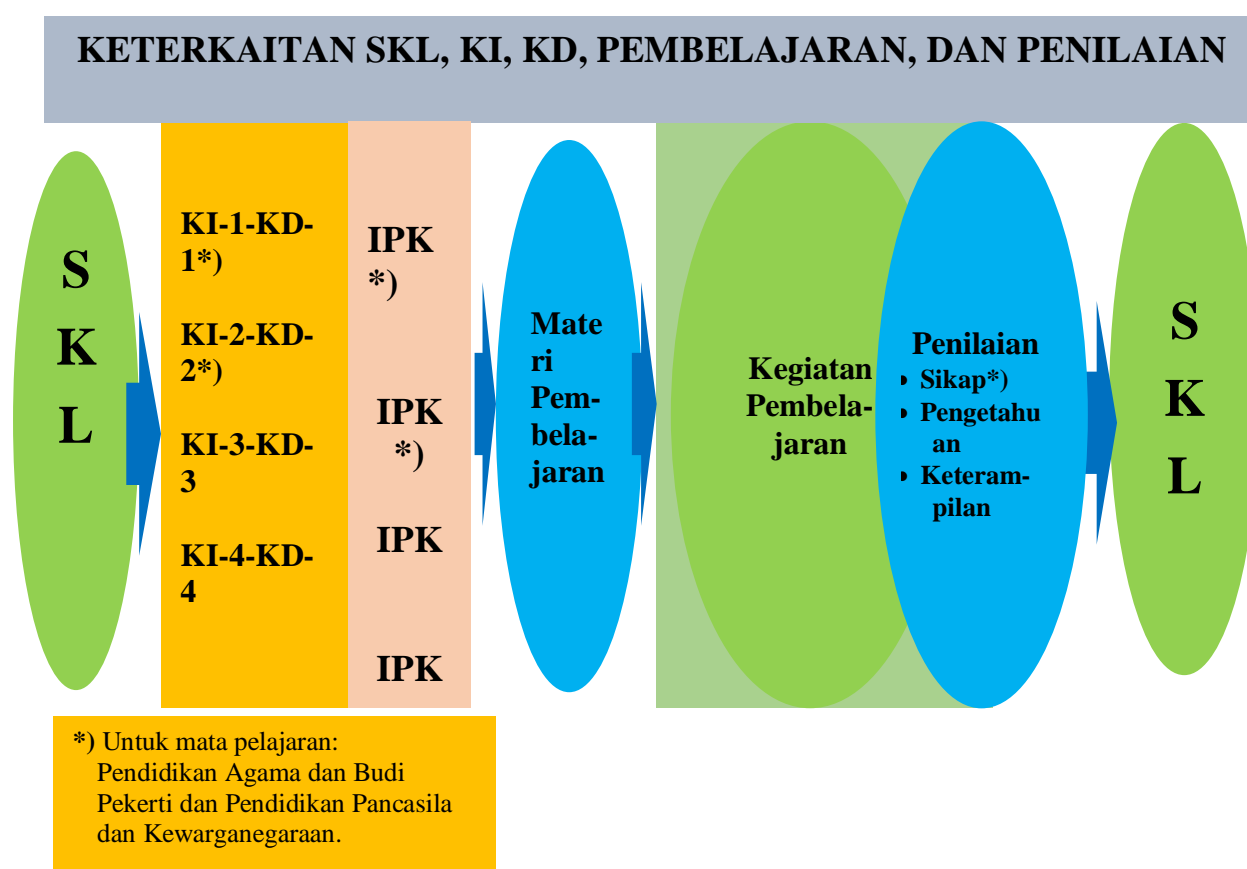 KETERKAITAN SKL, KI, KD, PEMBELAJARAN, DAN PENILAIAN
S
K
L
KI-1-KD-
1*)
KI-2-KD-
2*)
KI-3-KD-
3
KI-4-KD-
4
IPK
*)
IPK
*)
IPK
IPK
Mate
ri
Pem-
bela-
jaran
Kegiatan
Pembela-
jaran
Penilaian
• Sikap*)
• Pengetahu
an
• Keteram-
pilan
S
K
L
*) Untuk mata pelajaran:
Pendidikan Agama dan Budi
Pekerti dan Pendidikan Pancasila
dan Kewarganegaraan.